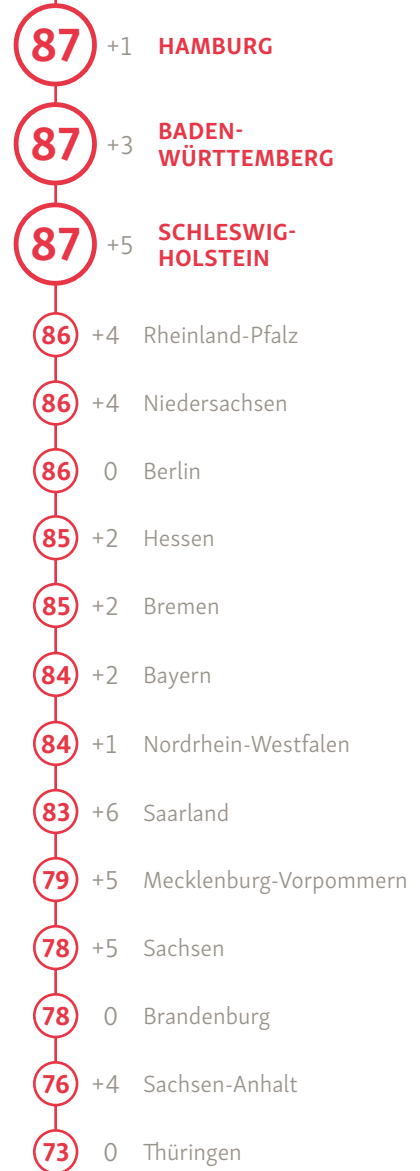 87 +1 HAMBURG
87 +3 BADEN-
WÜRTTEMBERG
87 +5 SCHLESWIG-
HOLSTEIN
86 +4 Rheinland-Pfalz
86 +4 Niedersachsen
86 0 Berlin
85 +2 Hessen
85 +2 Bremen
84 +2 Bayern
84 +1 Nordrhein-Westfalen
83 +6 Saarland
79 +5 Mecklenburg-Vorpommern
78 +5 Sachsen
78 0 Brandenburg
76 +4 Sachsen-Anhalt
73 0 Thüringen